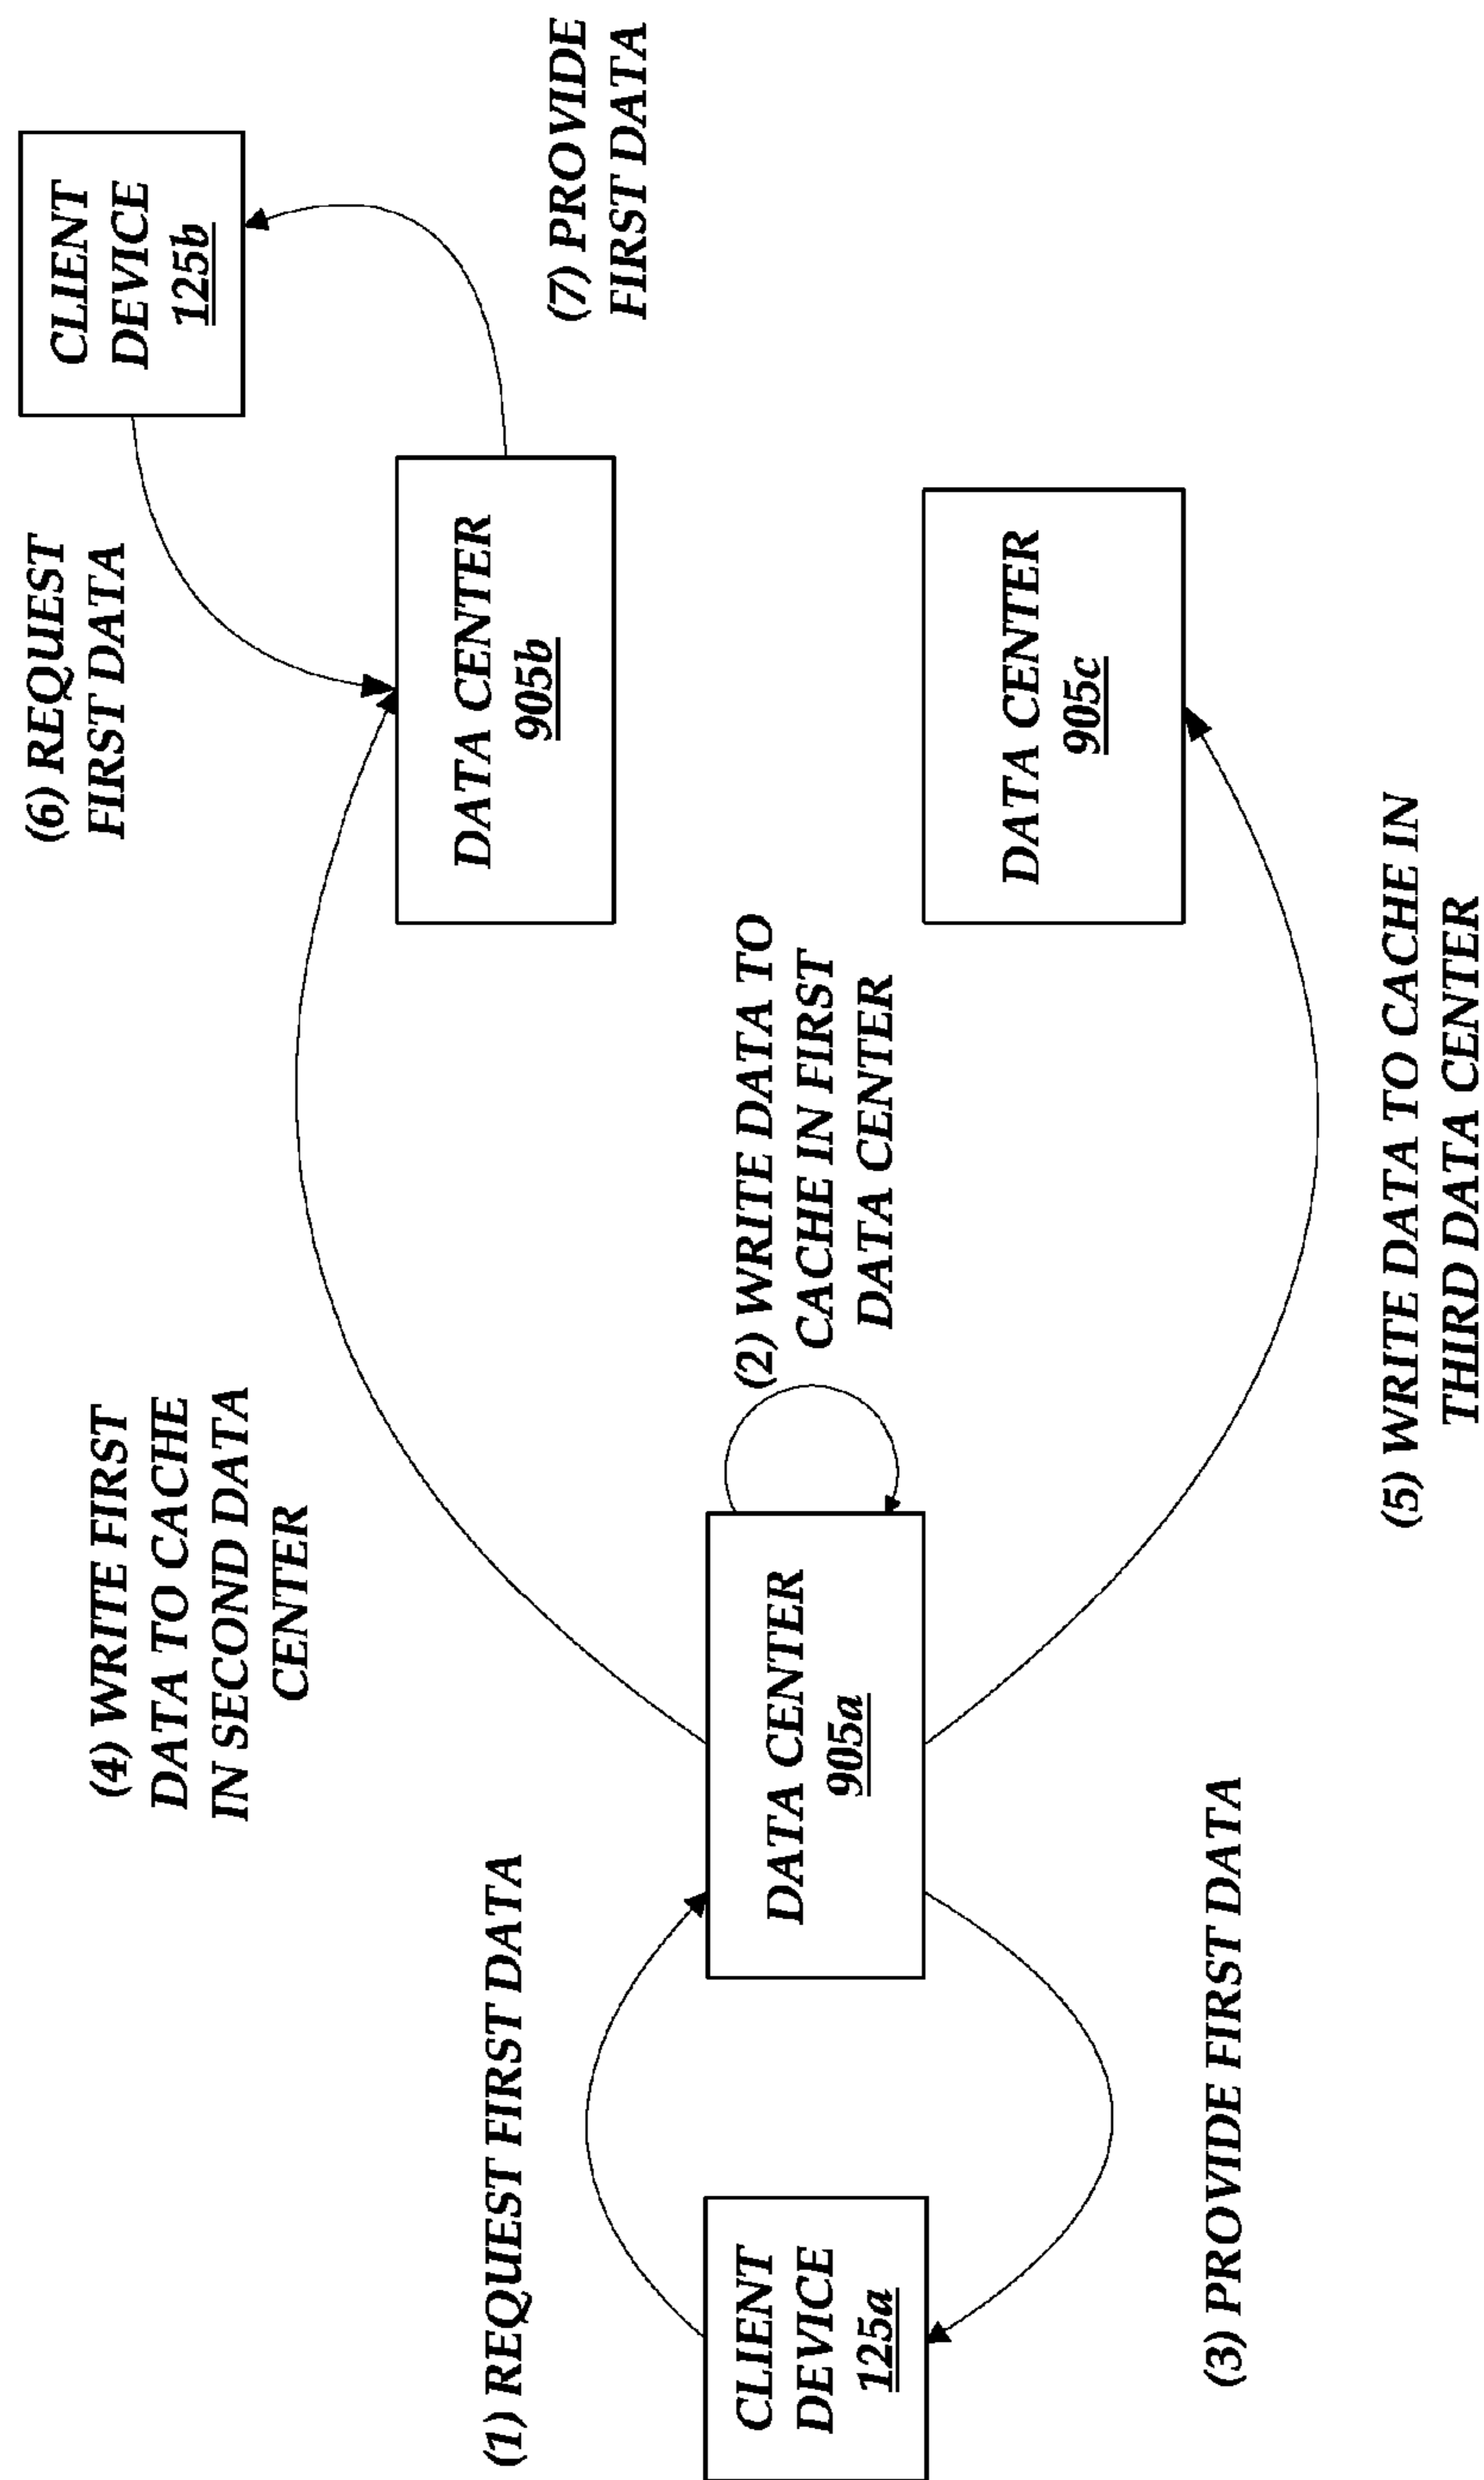 (1) REQUEST FIRST DATA
CLIENT
DEVICE
125a
(3) PROVIDE FIRST DATA
DATA CENTER
905a
(2) WRITE DATA TO
CACHE IN FIRST
DATA CENTER
(4) WRITE FIRST
DATA TO CACHE
IN SECOND DATA
CENTER
(5) WRITE DATA TO CACHE IN
THIRD DATA CENTER
DATA CENTER
905b
DATA CENTER
905c
(6) REQUEST
FIRST DATA
CLIENT
DEVICE
125b
(7) PROVIDE
FIRST DATA